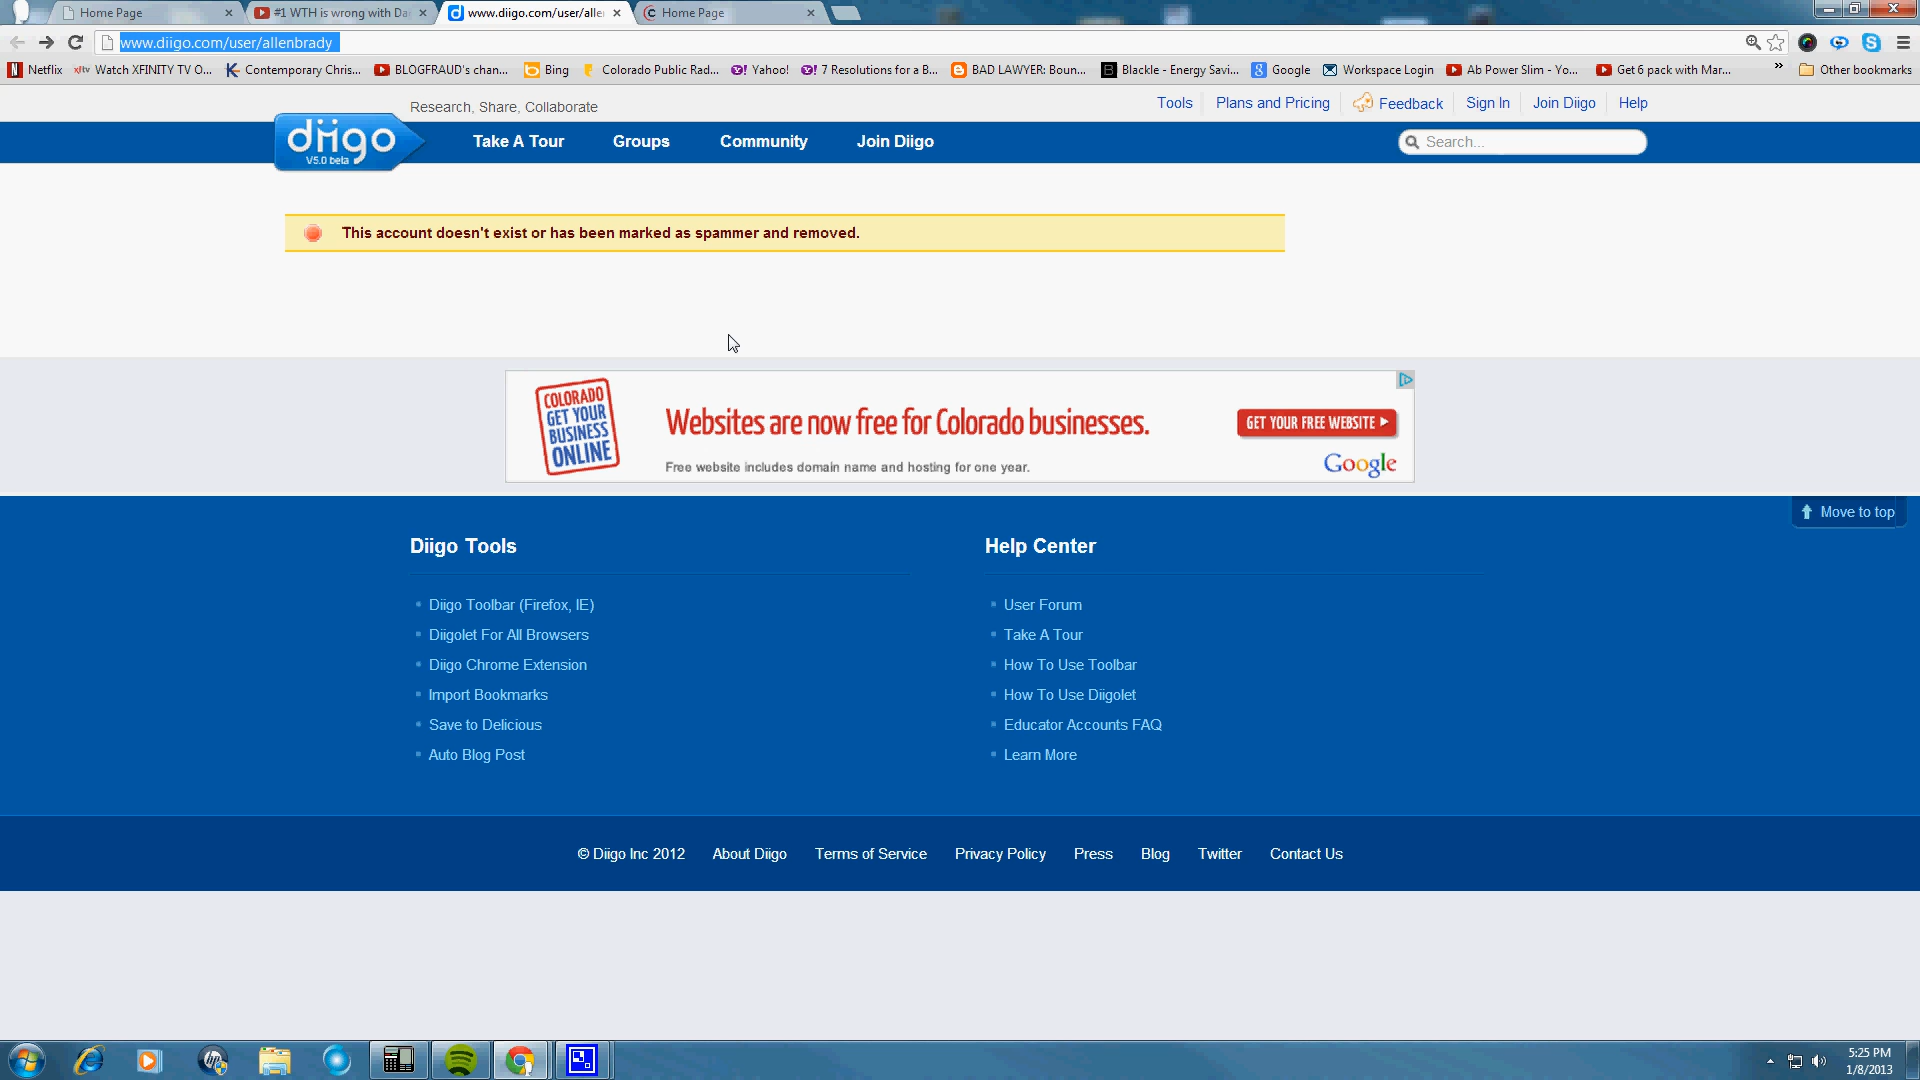 Home Page
#1 WTH is wrong with Da
www.diigo.com/user/alle
Home Page
www.diigo.com/user/allenbrady
Netflix
xftv Watch XFINITY TV O...
Contemporary Chris...
BLOGFRAUD's chan...
Bing
Colorado Public Rad...
Yahoo!
7 Resolutions for a B...
BAD LAWYER: Boun...
Blackle - Energy Savi...
Google
Workspace Login
Ab Power Slim - Yo...
Get 6 pack with Mar...
»
Other bookmarks
Research, Share, Collaborate
Tools
Plans and Pricing
Feedback
Sign In
Join Diigo
Help
diigo
V5.0 beta
Take A Tour
Groups
Community
Join Diigo
Search...
This account doesn't exist or has been marked as spammer and removed.
COLORADO
GET YOUR
BUSINESS
ONLINE
Websites are now free for Colorado businesses.
Free website includes domain name and hosting for one year.
GET YOUR FREE WEBSITE
Google
Move to top
Diigo Tools
Diigo Toolbar (Firefox, IE)
Diigolet For All Browsers
Diigo Chrome Extension
Import Bookmarks
Save to Delicious
Auto Blog Post
Help Center
User Forum
Take A Tour
How To Use Toolbar
How To Use Diigolet
Educator Accounts FAQ
Learn More
© Diigo Inc 2012
About Diigo
Terms of Service
Privacy Policy
Press
Blog
Twitter
Contact Us
hp
5:25 PM
1/8/2013